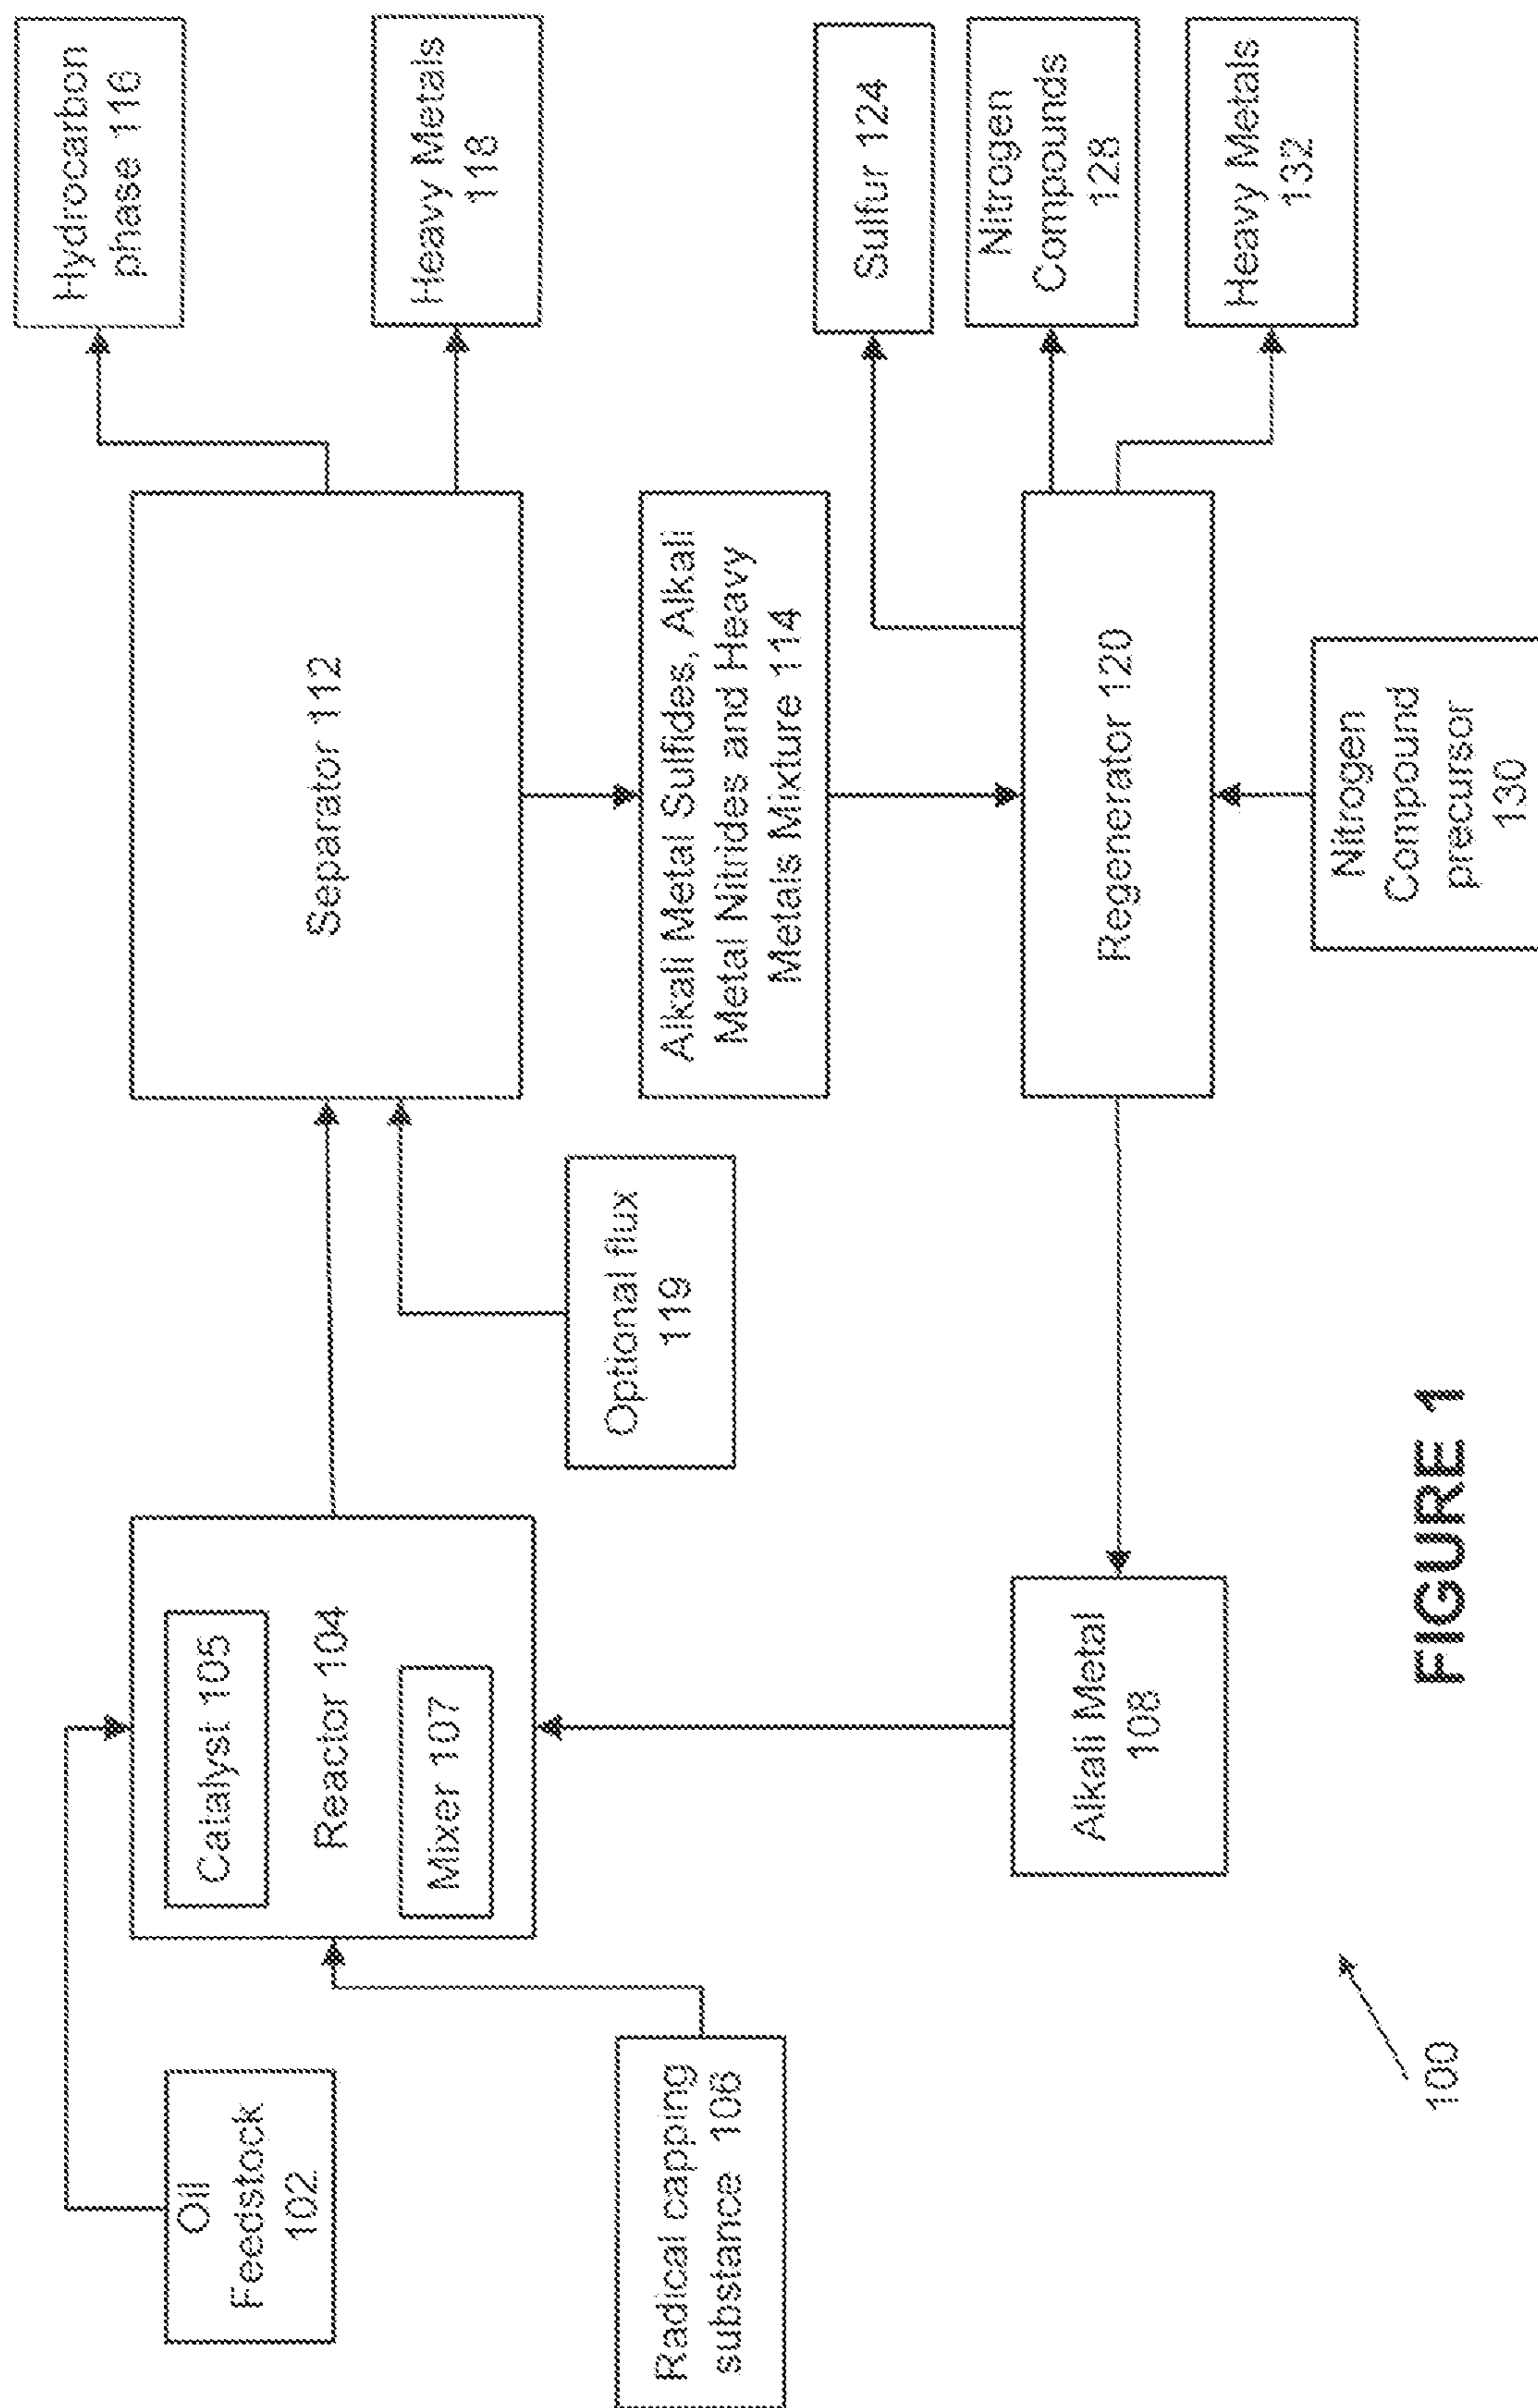 Oil
Feedstock
102
Radical capping
substance 106
Catalyst 105
Reactor 104
Mixer 107
Alkali Metal
108
Optional flux
119
Separator 112
Alkali Metal Sulfides, Alkali
Metal Nitrides and Heavy
Metals Mixture 114
Regenerator 120
Nitrogen
Compound
precursor
130
Hydrocarbon
phase 116
Heavy Metals
118
Sulfur 124
Nitrogen
Compounds
128
Heavy Metals
132
100
FIGURE 1